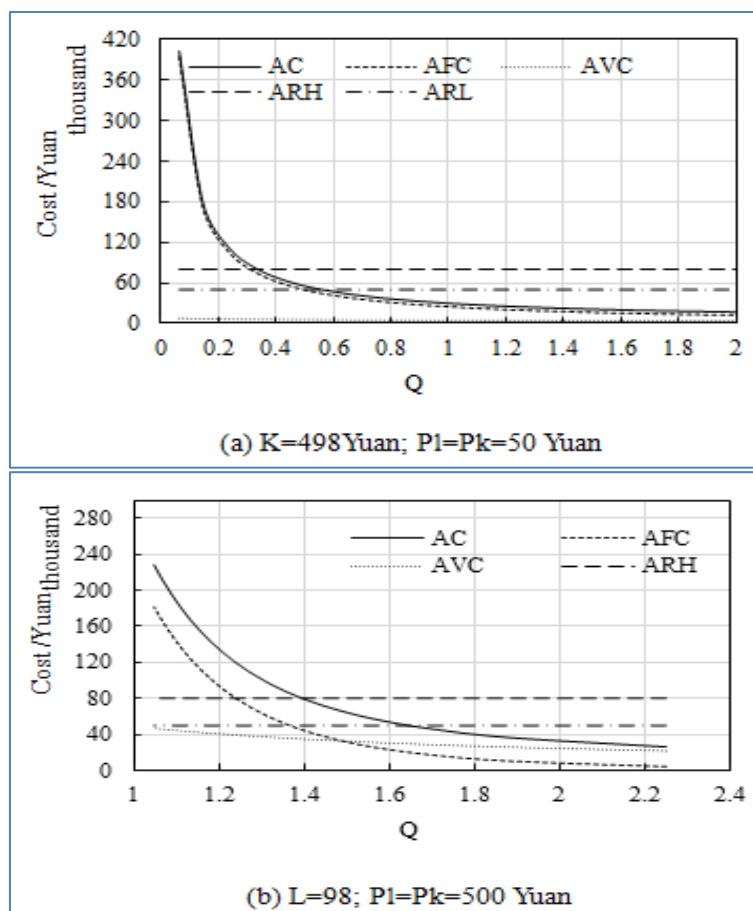 420
360
300
240
180
120
60
0
Cost /Yuan
thousand
AC AFC AVC
ARH ARL
0 0.2 0.4 0.6 0.8 1 1.2 1.4 1.6 1.8 2
Q
(a) K=498Yuan; Pl=Pk=50 Yuan
280
240
200
160
120
80
40
0
Cost /Yuan thousand
AC AFC
AVC ARH
1 1.2 1.4 1.6 1.8 2 2.2 2.4
Q
(b) L=98; Pl=Pk=500 Yuan